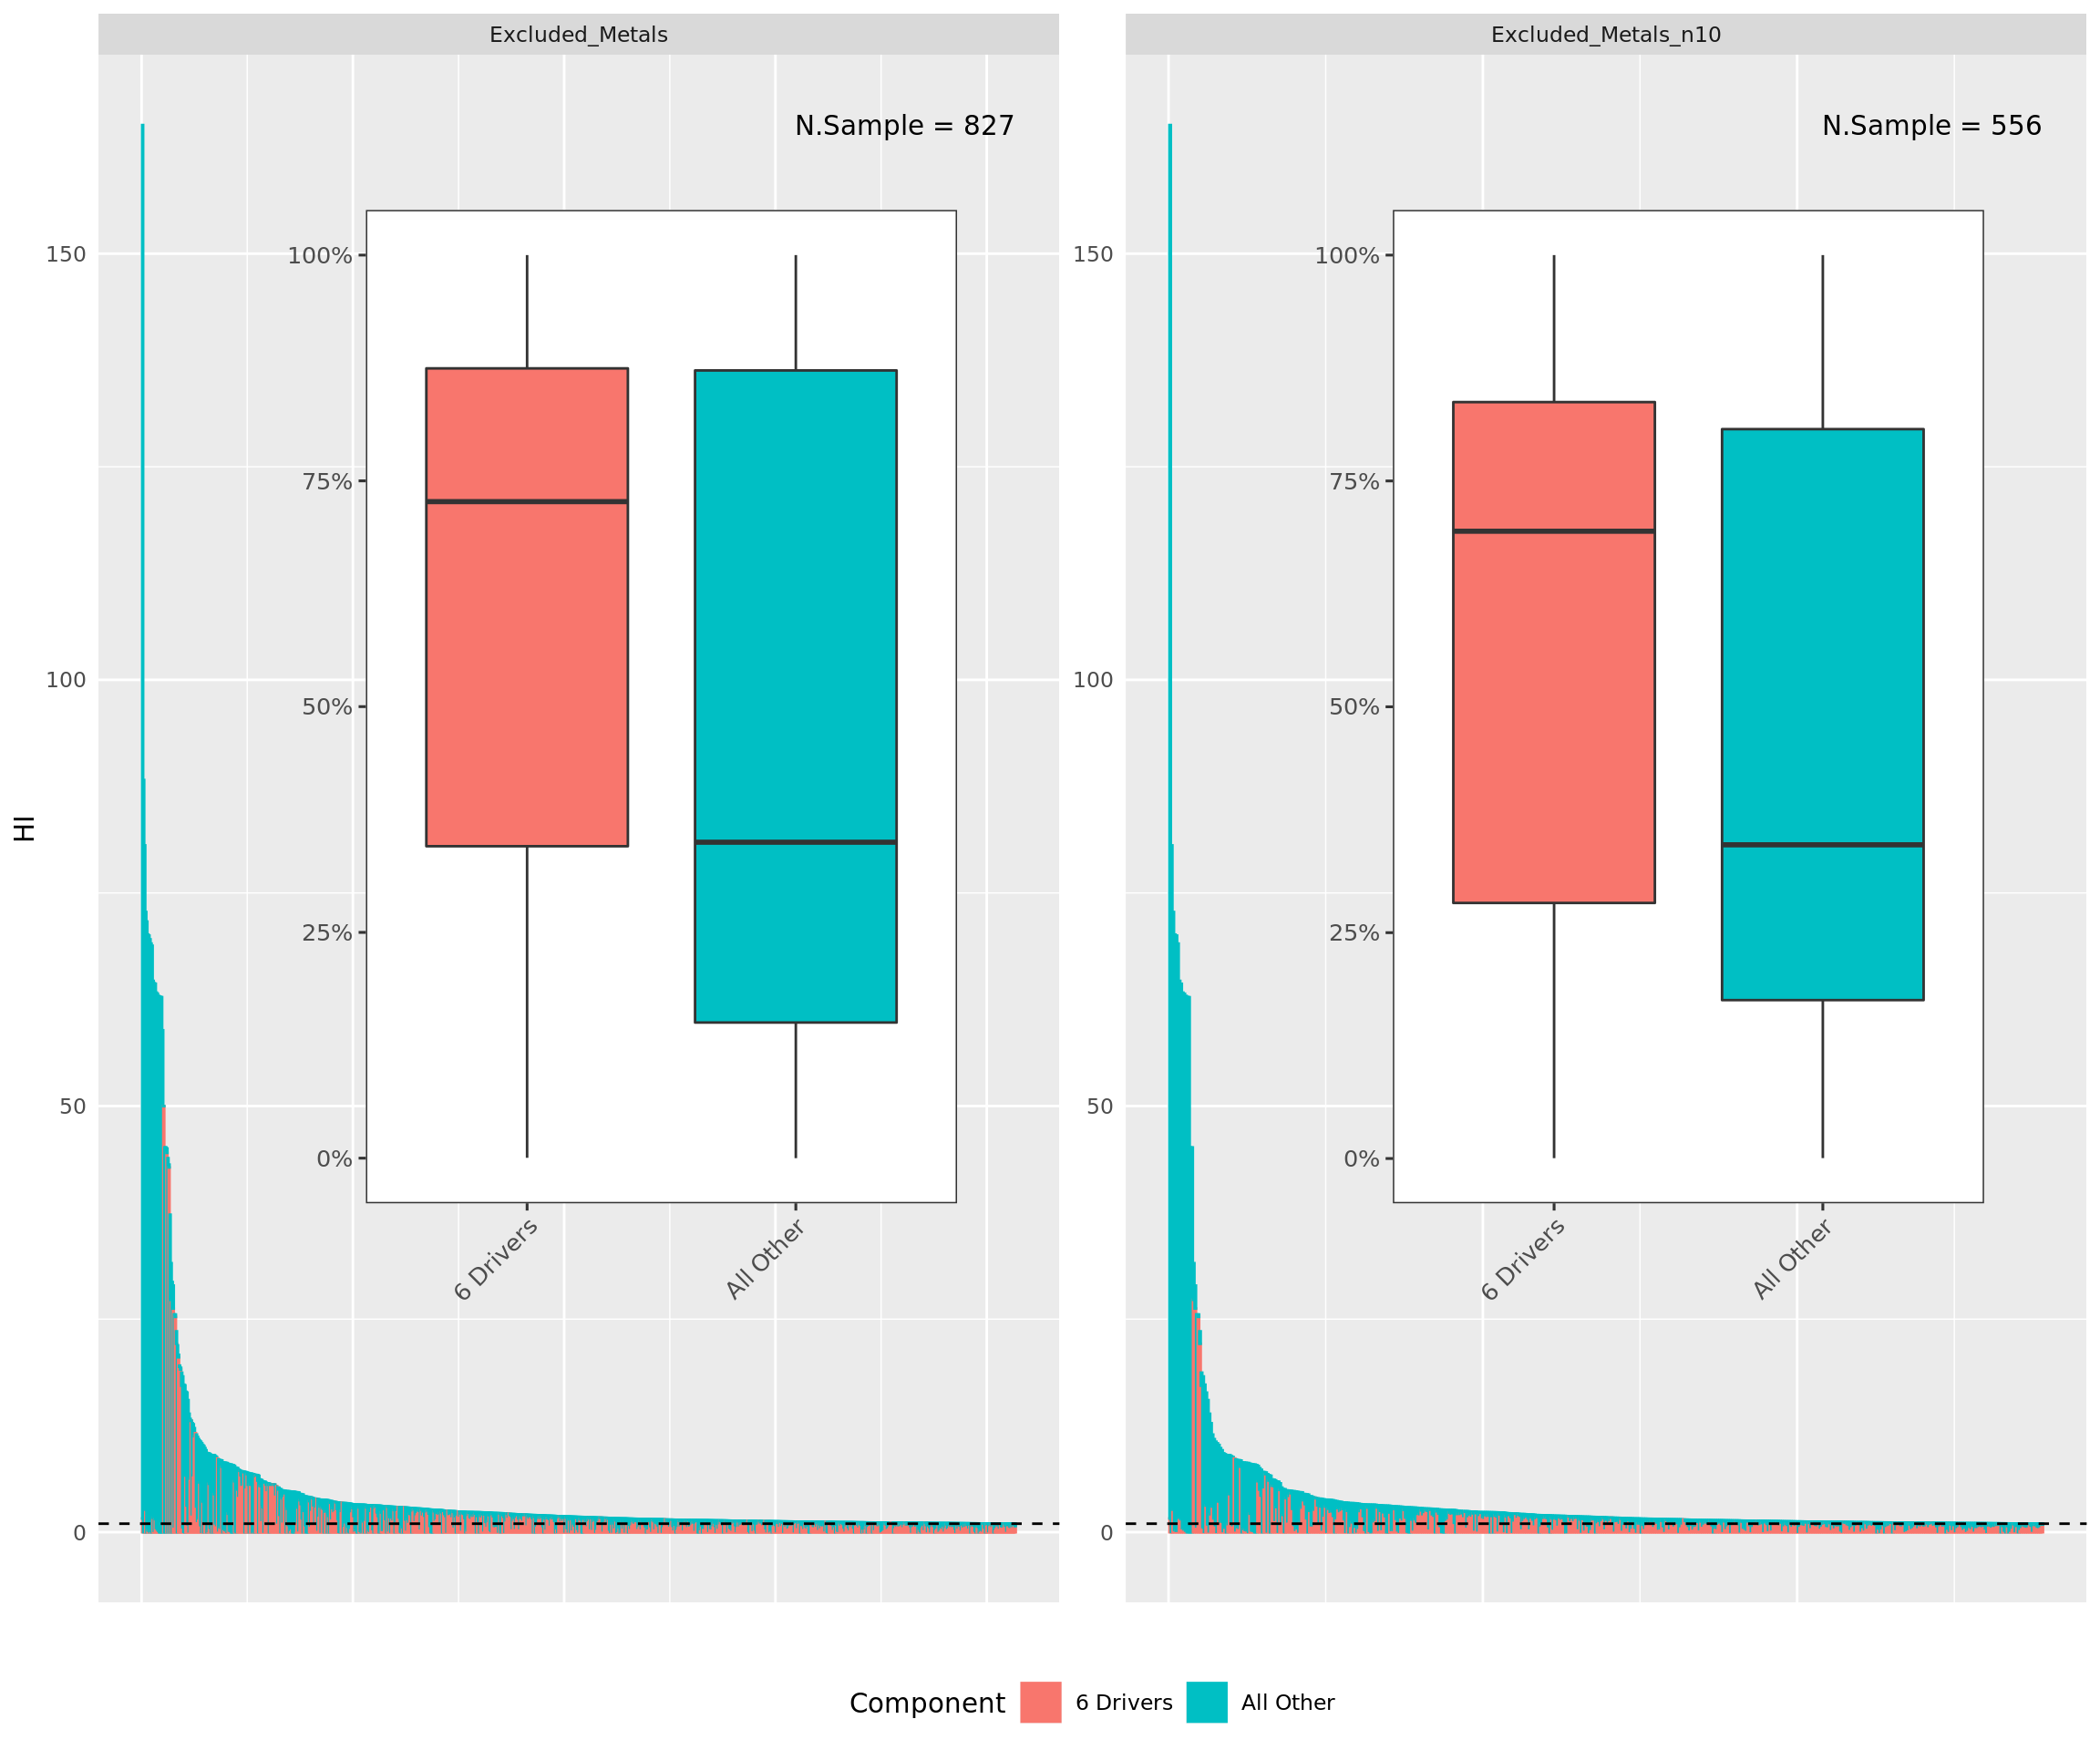 Excluded_Metals
Excluded_Metals_n10
N.Sample = 827
N.Sample = 556
HI
150
100
50
0
100%
75%
50%
25%
0%
6 Drivers
All Other
150
100
50
0
100%
75%
50%
25%
0%
6 Drivers
All Other
Component 6 Drivers All Other